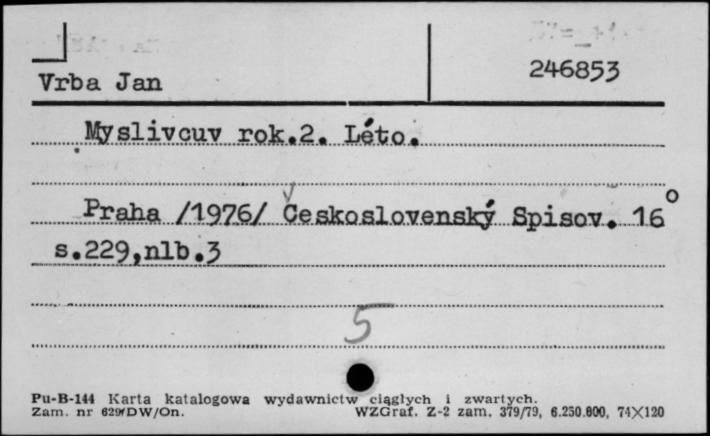 246853
Vrba Jan
Myslivcuv rok.2. Léto.
Praha /1976/ Československý Spisov. 16°
s.229,nlb.3
5
Pu-B-144 Karta katalogowa wydawnictw ciągłych i zwartych.
Zam. nr 629/DW/On. WZGraf. Z-2 zam. 379/79, 6.250.000, 74X120